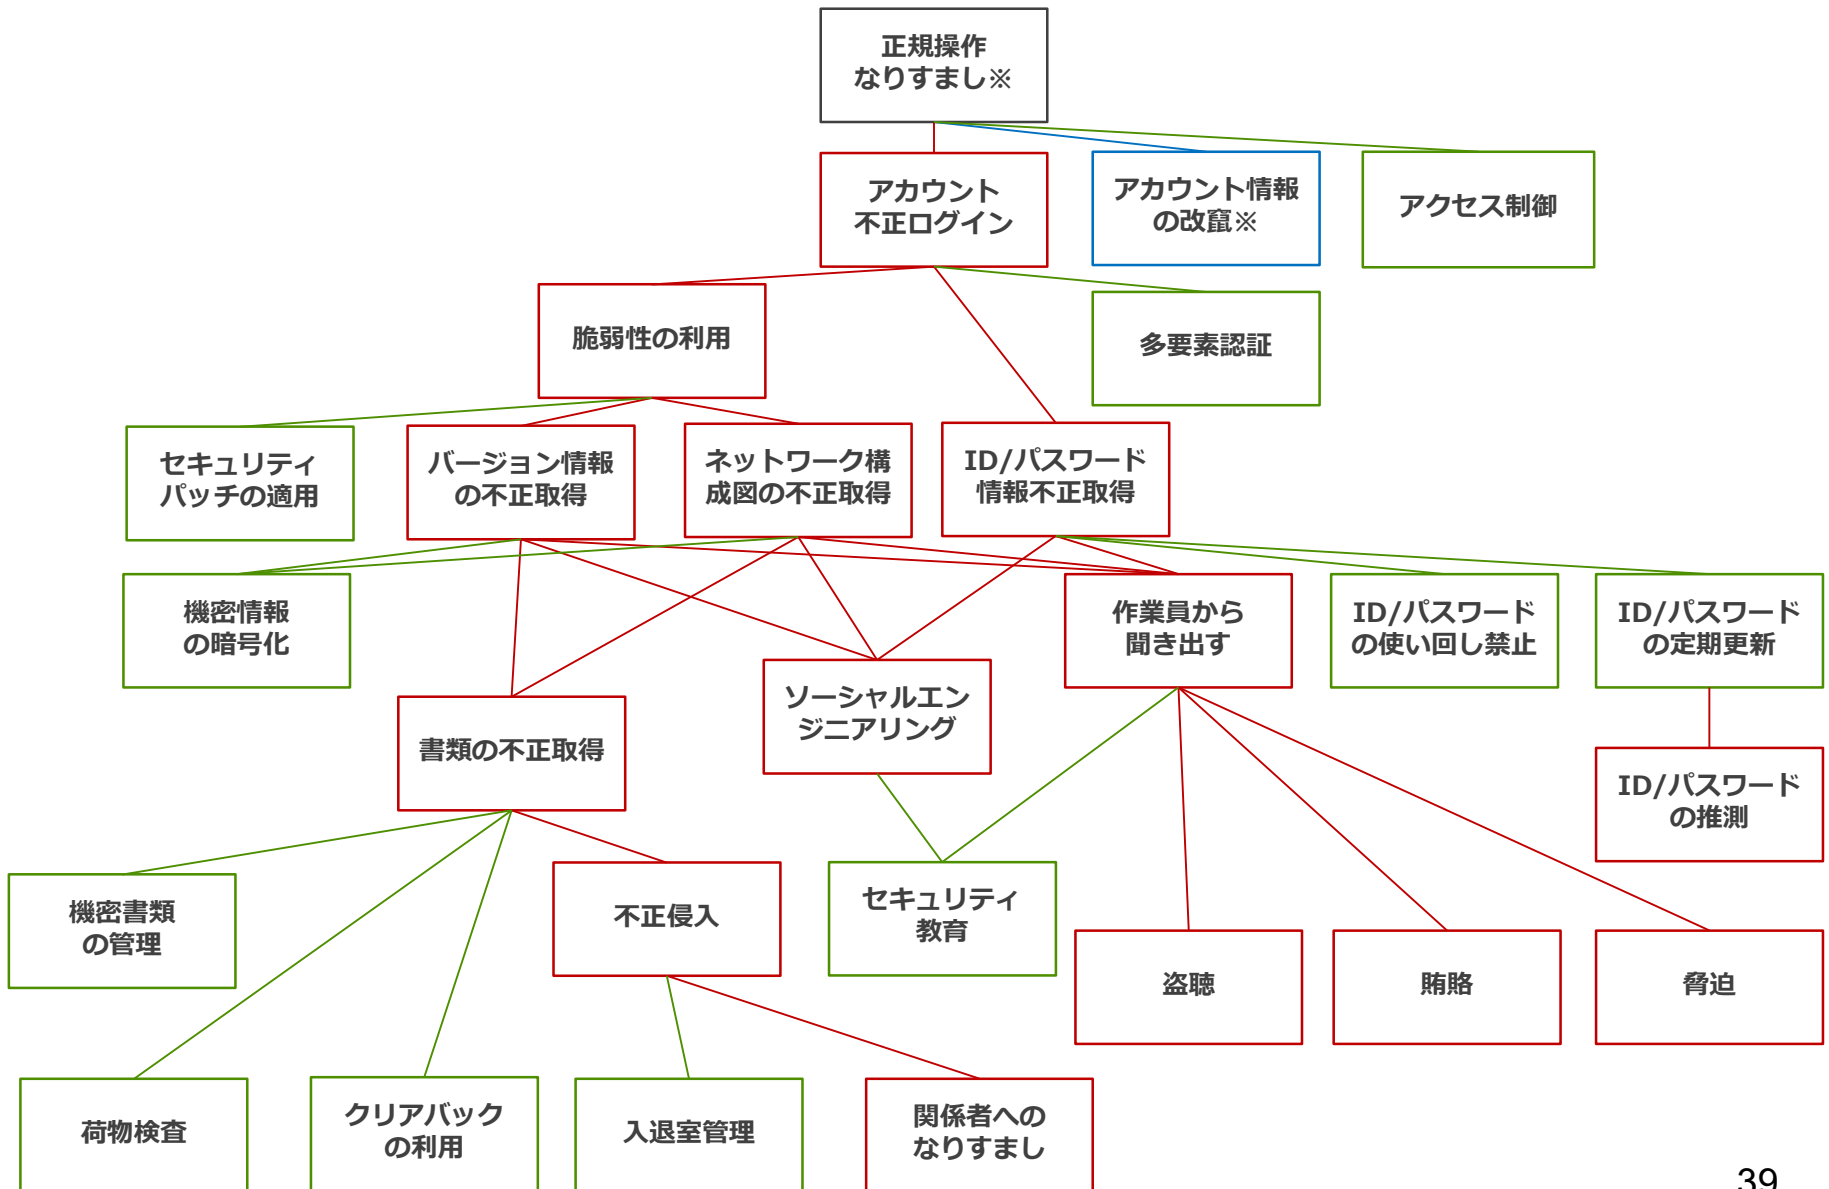 正規操作
なりすまし※
アカウント
不正ログイン
アカウント情報
の改竄※
アクセス制御
脆弱性の利用
多要素認証
セキュリティ
パッチの適用
バージョン情報
の不正取得
ネットワーク構
成図の不正取得
ID/パスワード
情報不正取得
機密情報
の暗号化
作業員から
聞き出す
ID/パスワード
の使い回し禁止
ID/パスワード
の定期更新
書類の不正取得
ソーシャルエン
ジニアリング
ID/パスワード
の推測
機密書類
の管理
不正侵入
セキュリティ
教育
盗聴
賄賂
脅迫
荷物検査
クリアバック
の利用
入退室管理
関係者への
なりすまし
39